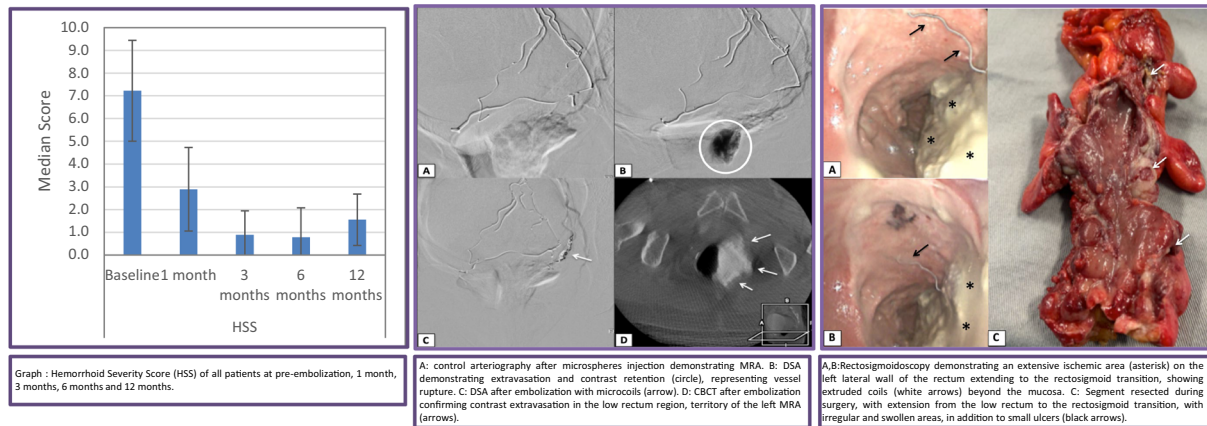 10.0
9.0
8.0
7.0
6.0
5.0
4.0
3.0
2.0
1.0
0.0
Median Score
Baseline 1 month 3 months 6 months 12 months
HSS
Graph : Hemorrhoid Severity Score (HSS) of all patients at pre-embolization, 1 month,
3 months, 6 months and 12 months.
A
B
C
D
A: control arteriography after microspheres injection demonstrating MRA. B: DSA
demonstrating extravasation and contrast retention (circle), representing vessel
rupture. C: DSA after embolization with microcoils (arrow). D: CBCT after embolization
confirming contrast extravasation in the low rectum region, territory of the left MRA
(arrows).
A
*
*
*
B
*
*
C
A,B:Rectosigmoidoscopy demonstrating an extensive ischemic area (asterisk) on the
left lateral wall of the rectum extending to the rectosigmoid transition, showing
extruded coils (white arrows) beyond the mucosa. C: Segment resected during
surgery, with extension from the low rectum to the rectosigmoid transition, with
irregular and swollen areas, in addition to small ulcers (black arrows).